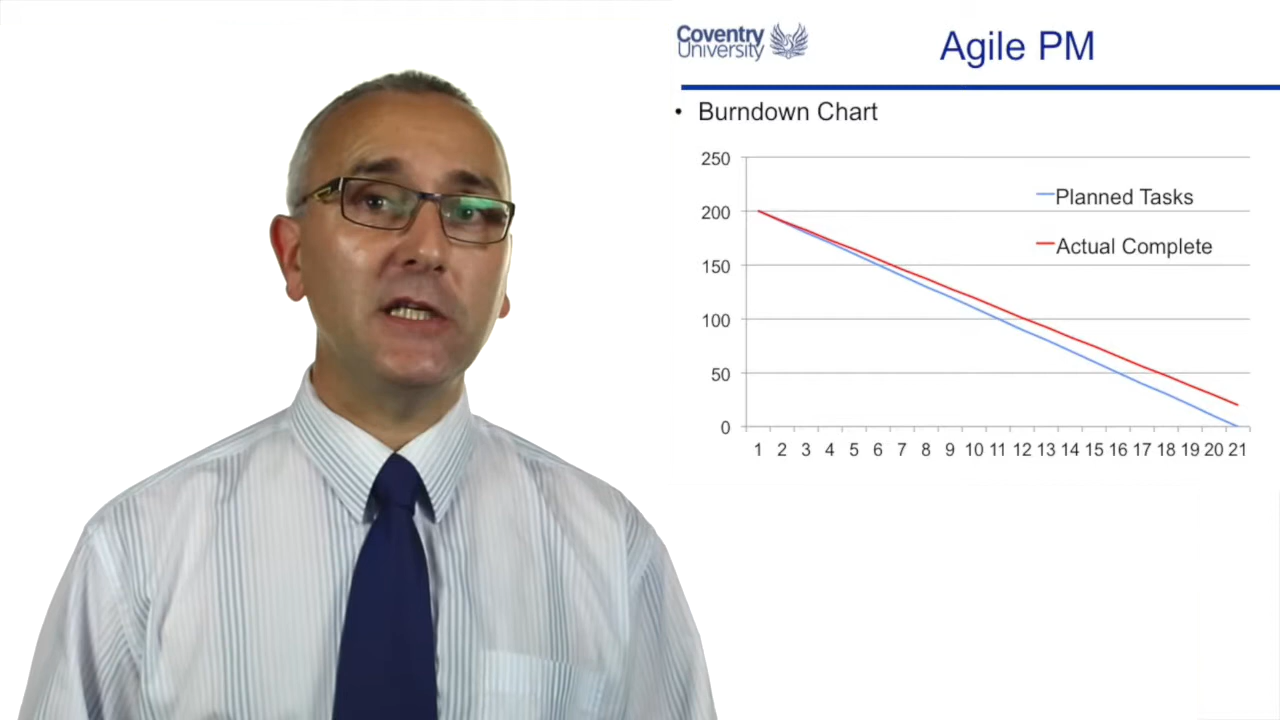 Coventry
University
Agile PM
• Burndown Chart
250
200
150
100
50
0
Planned Tasks
Actual Complete
1 2 3 4 5 6 7 8 9 10 11 12 13 14 15 16 17 18 19 20 21